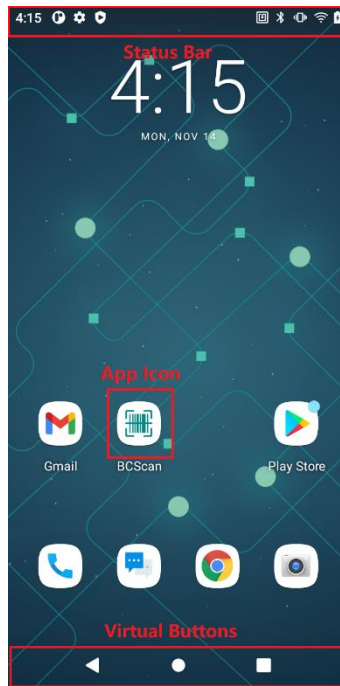 4:15
Status Bar
4:15
MON, NOV 14
App Icon
Gmail
BCScan
Play Store
Virtual Buttons